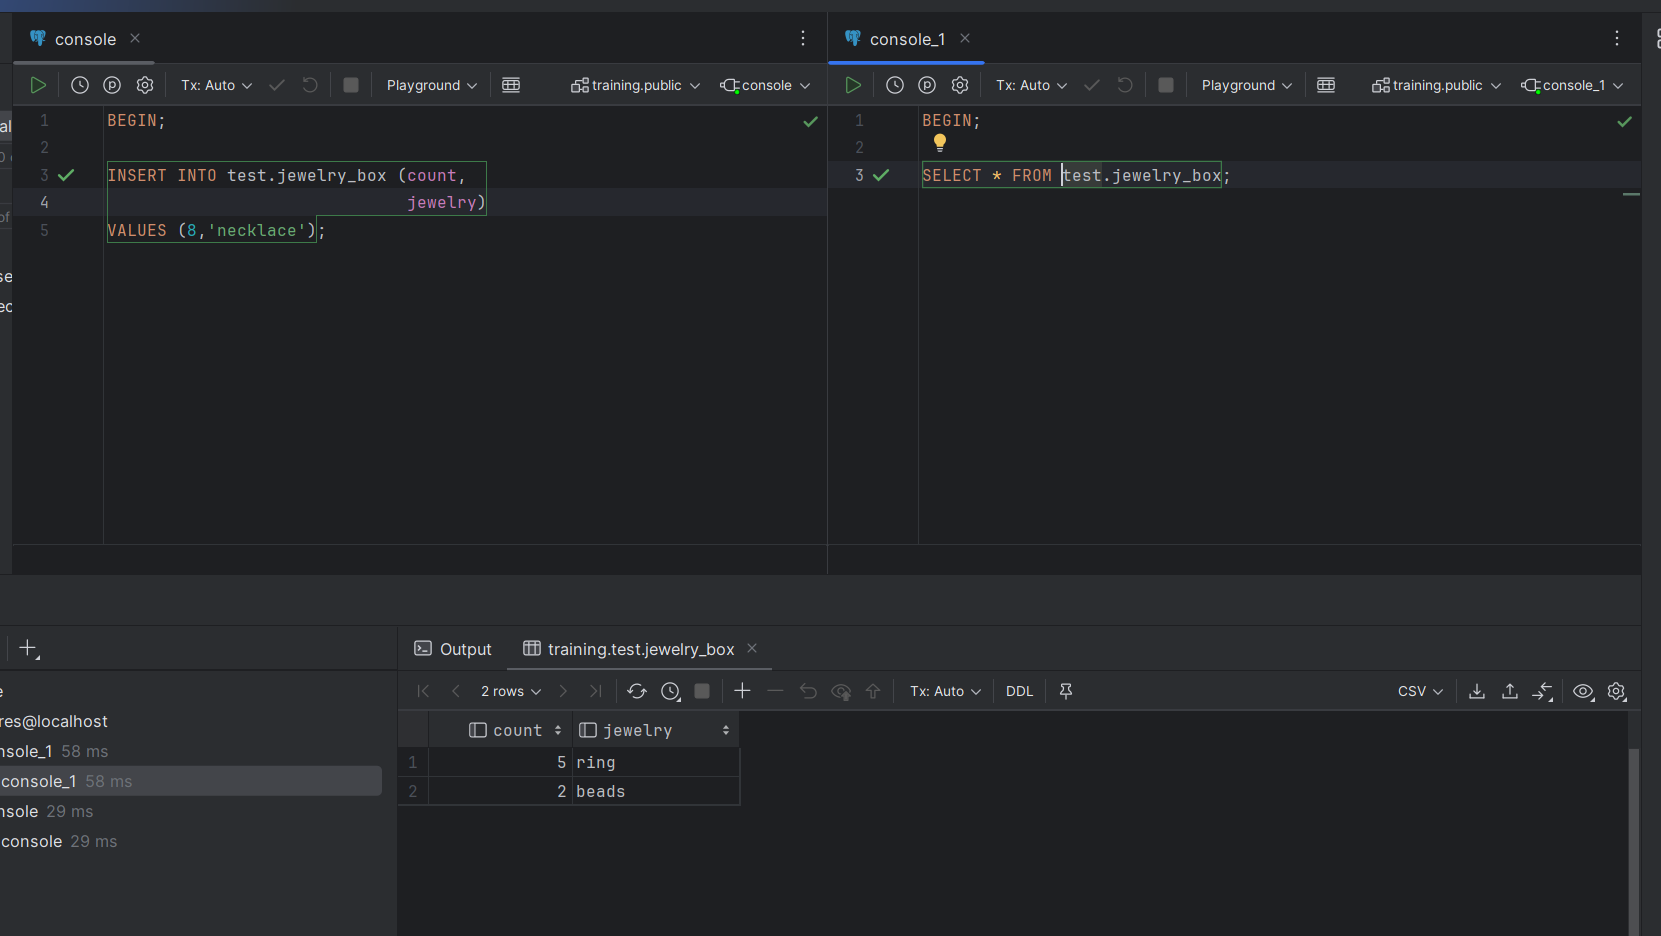 console
console_1
Tx: Auto
Playground
training.public
console
Tx: Auto
Playground
training.public
console_1
1 BEGIN;
2
3 INSERT INTO test.jewelry_box (count,
4 jewelry)
5 VALUES (8,'necklace');
1 BEGIN;
2
3 SELECT * FROM test.jewelry_box;
al
of
se
ec
e
res@localhost
nsole_1 58 ms
console_1 58 ms
nsole 29 ms
console 29 ms
Output
training.test.jewelry_box
2 rows
Tx: Auto
DDL
CSV
count jewelry
1 5 ring
2 2 beads